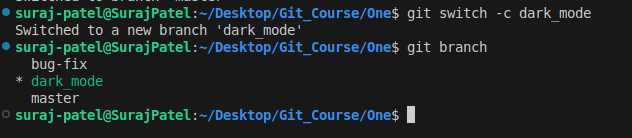 suraj-patel@SurajPatel:~/Desktop/Git_Course/One$ git switch -c dark_mode
Switched to a new branch 'dark_mode'
suraj-patel@SurajPatel:~/Desktop/Git_Course/One$ git branch
  bug-fix
* dark_mode
  master
suraj-patel@SurajPatel:~/Desktop/Git_Course/One$